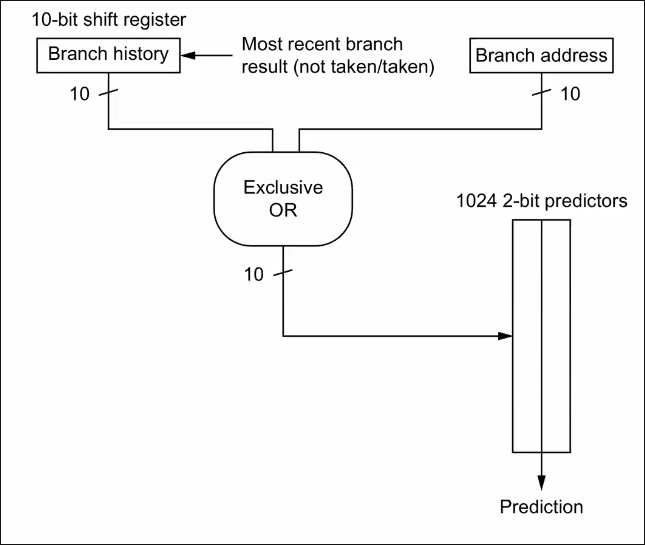 10-bit shift register
Branch history
Most recent branch
result (not taken/taken)
Branch address
10
10
Exclusive
OR
1024 2-bit predictors
10
Prediction